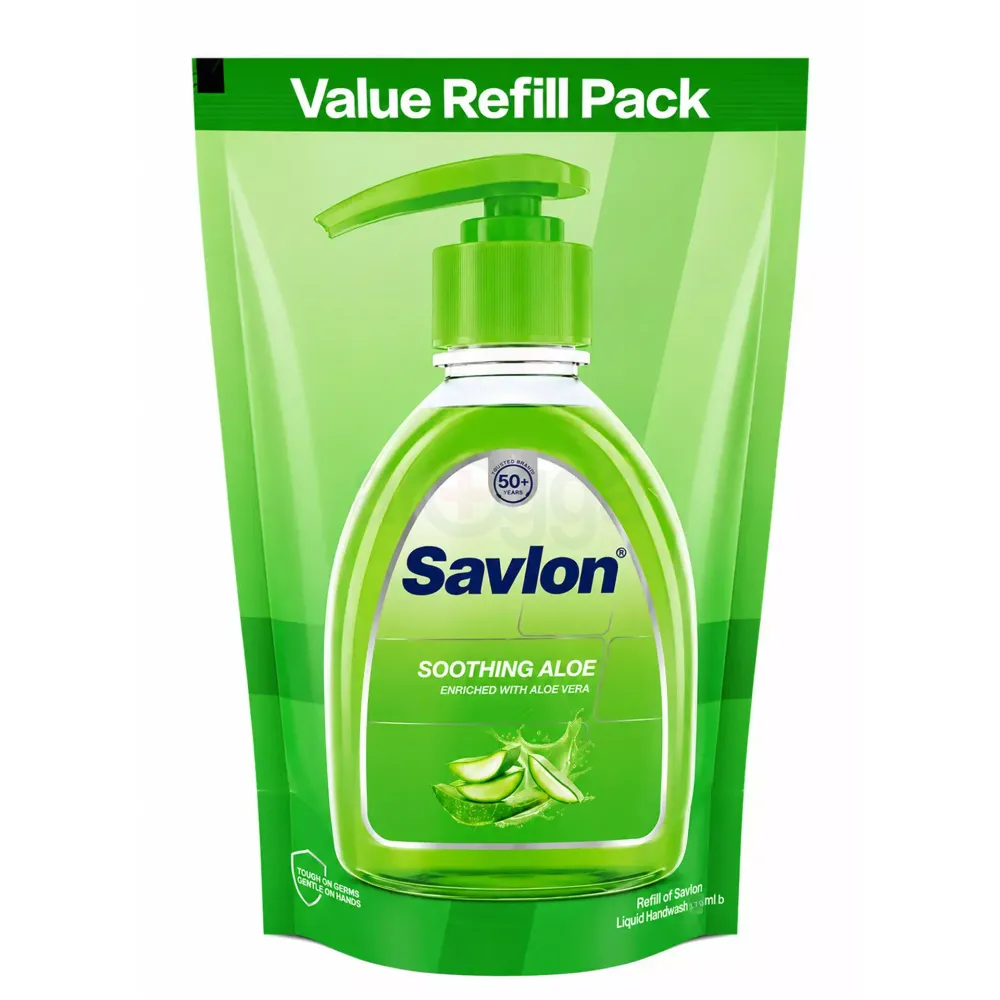 Value Refill Pack
TRUSTED BRAND
50+
YEARS
Savlon®
SOOTHING ALOE
ENRICHED WITH ALOE VERA
TOUGH ON GERMS
GENTLE ON HANDS
Refill of Savlon
Liquid Handwash ml b